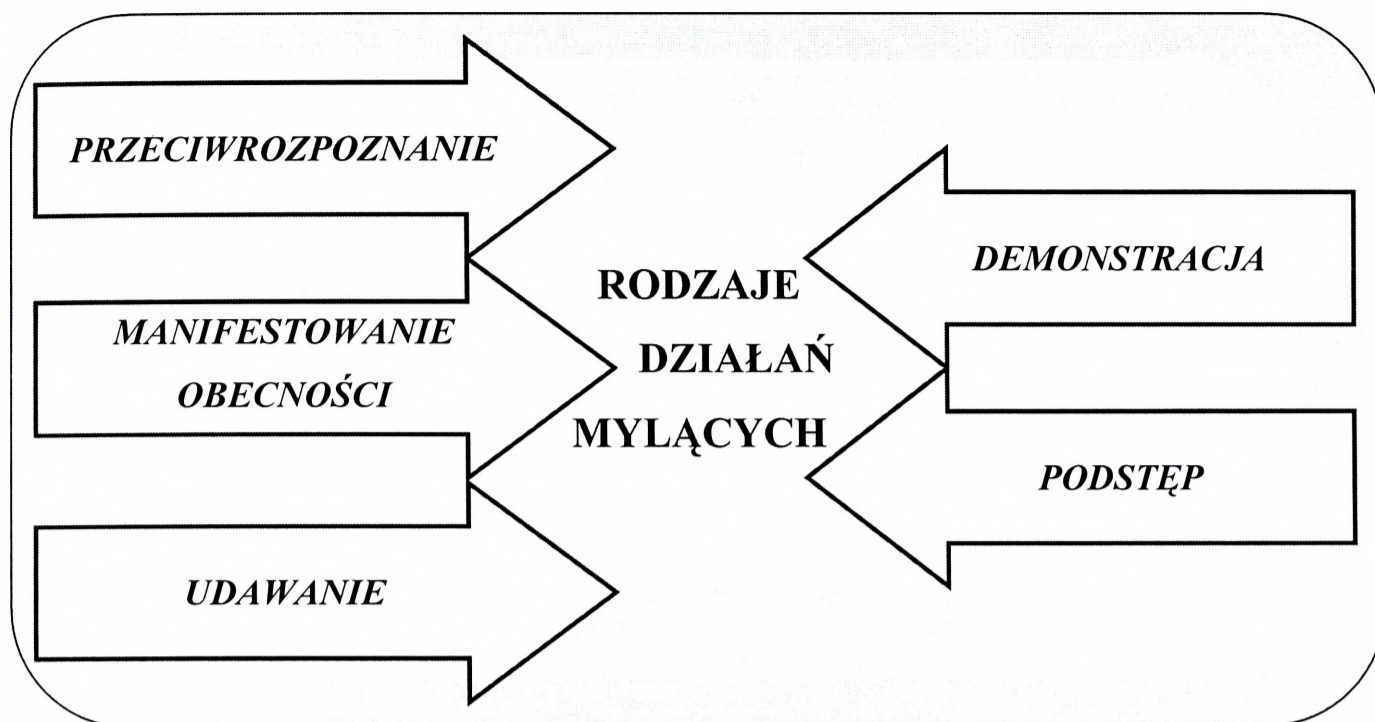 PRZECIWROZPOZNANIE
MANIFESTOWANIE
OBECNOŚCI
UDAWANIE
RODZAJE
DZIAŁAŃ
MYLĄCYCH
DEMONSTRACJA
PODSTĘP